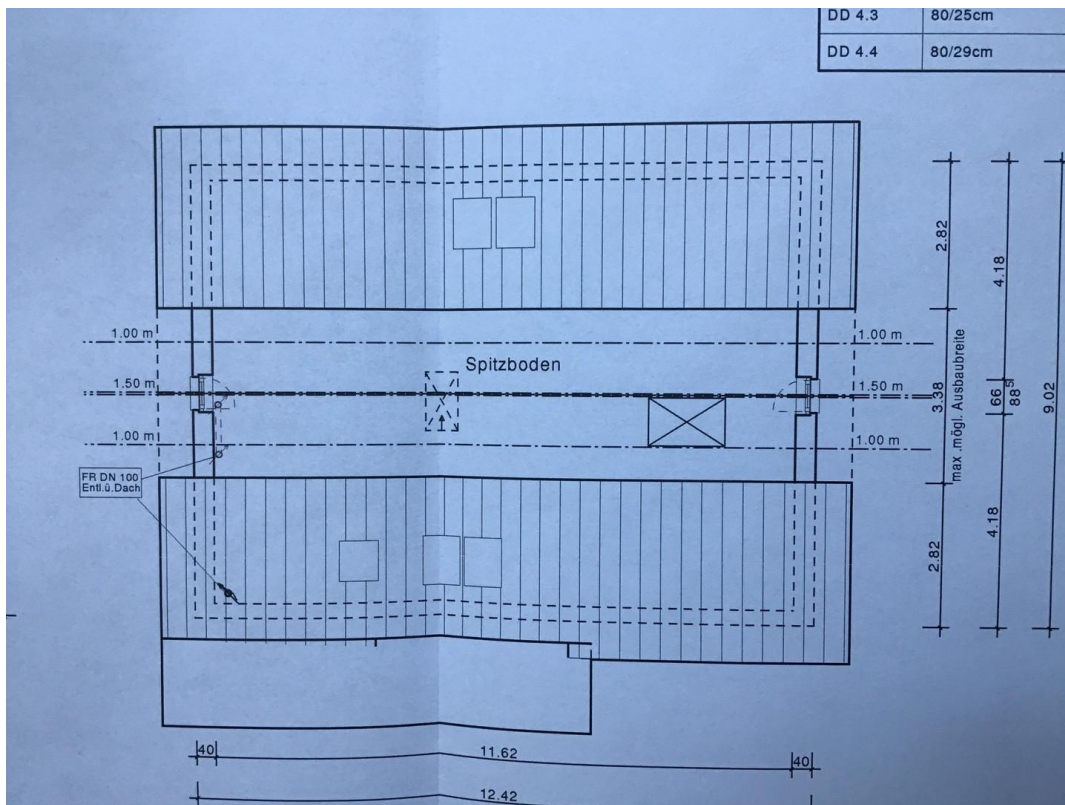 DD 4.3 80/25cm
DD 4.4 80/29cm
2.82
4.18
1.00 m
1.00 m
Spitzboden
1.50 m
1.50 m
3.38
max .mögl. Ausbaubreite
66
88⁵
9.02
1.00 m
1.00 m
FR DN 100
Entl.ü.Dach
2.82
4.18
40
11.62
40
12.42